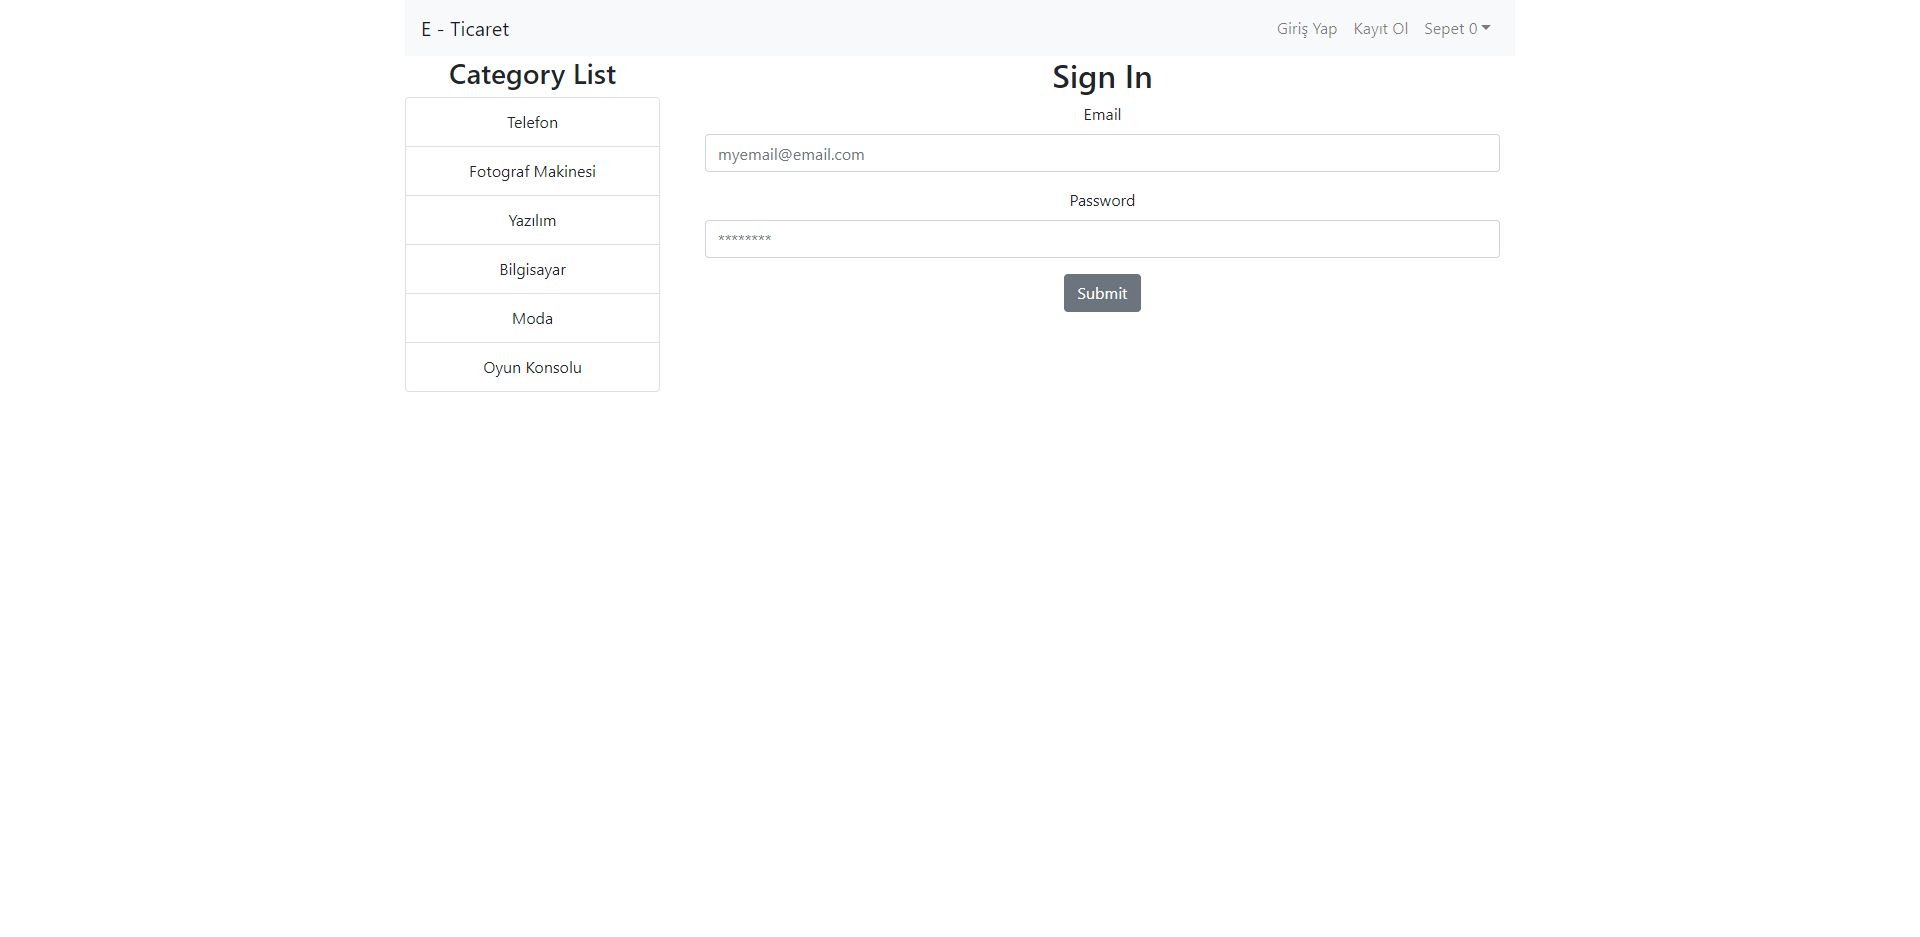 E - Ticaret
Giriş Yap Kayıt Ol Sepet 0
Category List
Telefon
Fotograf Makinesi
Yazılım
Bilgisayar
Moda
Oyun Konsolu
Sign In
Email
myemail@email.com
Password
********
Submit